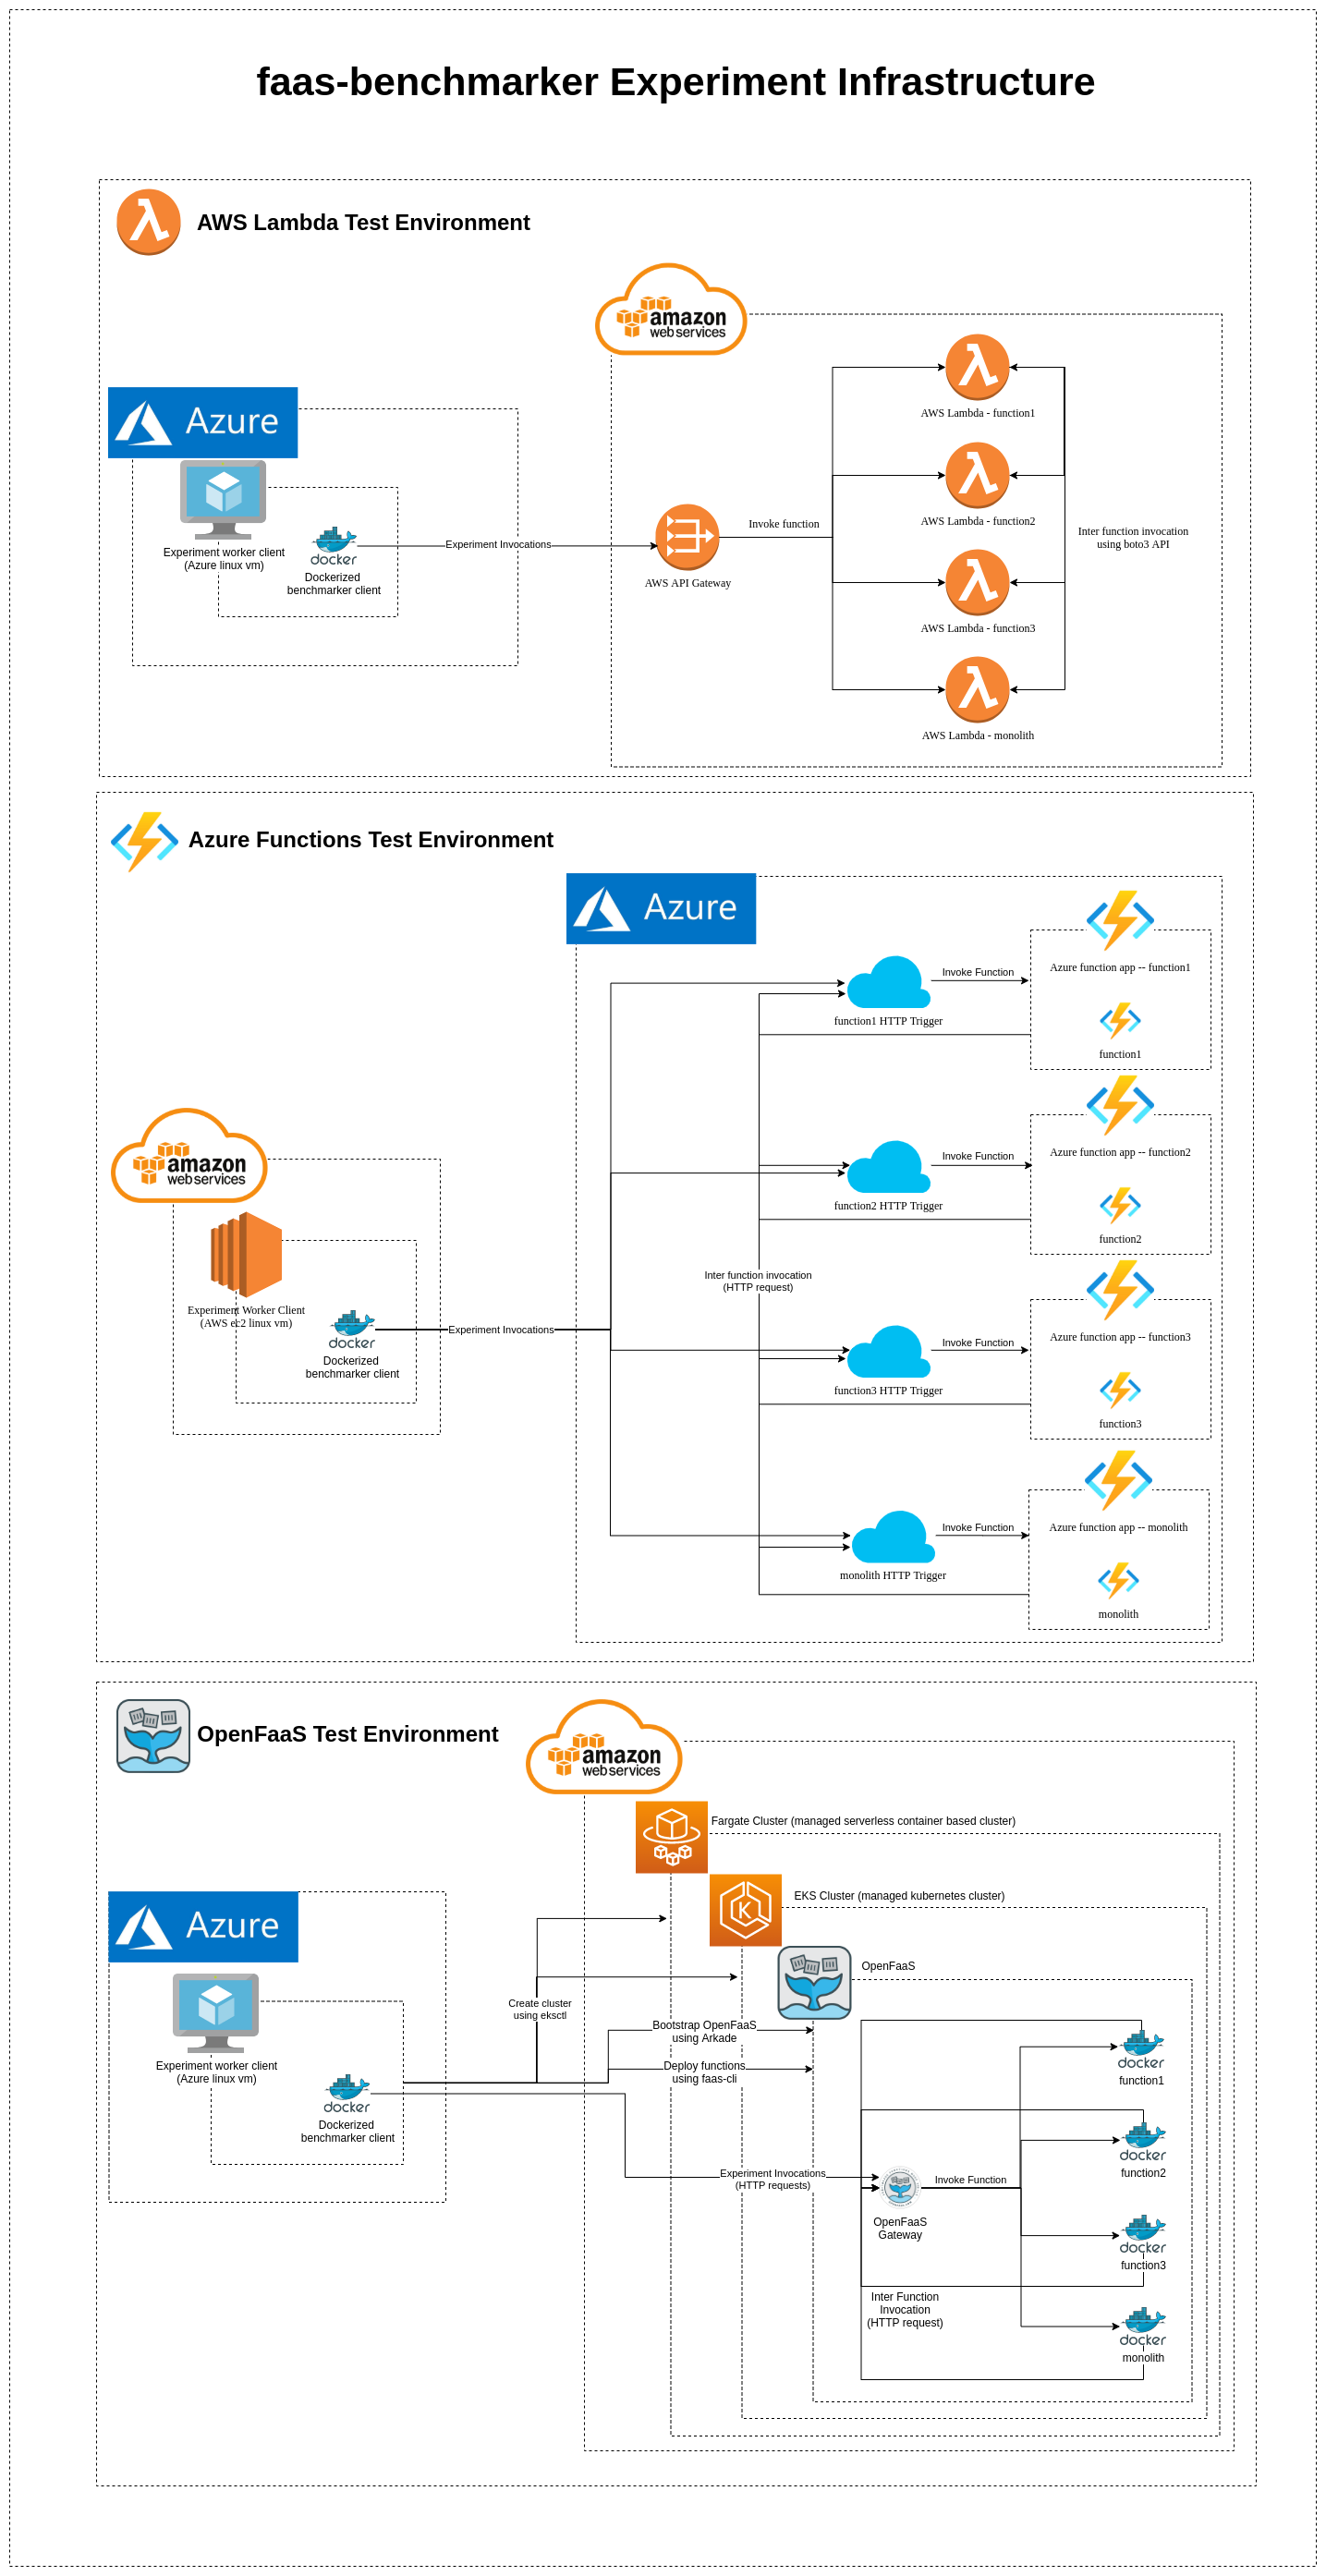 faas-benchmarker Experiment Infrastructure
AWS Lambda Test Environment
amazon
web services
Azure
AWS Lambda - function1
AWS Lambda - function2
AWS Lambda - function3
AWS Lambda - monolith
Invoke function
AWS API Gateway
Inter function invocation
using boto3 API
Experiment worker client
(Azure linux vm)
docker
Dockerized
benchmarker client
Experiment Invocations
Azure Functions Test Environment
Azure
Azure function app -- function1
function1
Invoke Function
function1 HTTP Trigger
Azure function app -- function2
function2
Invoke Function
function2 HTTP Trigger
amazon
web services
Experiment Worker Client
(AWS ec2 linux vm)
docker
Dockerized
benchmarker client
Experiment Invocations
Inter function invocation
(HTTP request)
Azure function app -- function3
function3
Invoke Function
function3 HTTP Trigger
Azure function app -- monolith
monolith
Invoke Function
monolith HTTP Trigger
OpenFaaS Test Environment
amazon
web services
Fargate Cluster (managed serverless container based cluster)
EKS Cluster (managed kubernetes cluster)
K
OpenFaaS
Azure
Experiment worker client
(Azure linux vm)
docker
Dockerized
benchmarker client
Create cluster
using eksctl
Bootstrap OpenFaaS
using Arkade
Deploy functions
using faas-cli
Experiment Invocations
(HTTP requests)
OpenFaaS
Gateway
Invoke Function
Inter Function
Invocation
(HTTP request)
docker
function1
docker
function2
docker
function3
docker
monolith